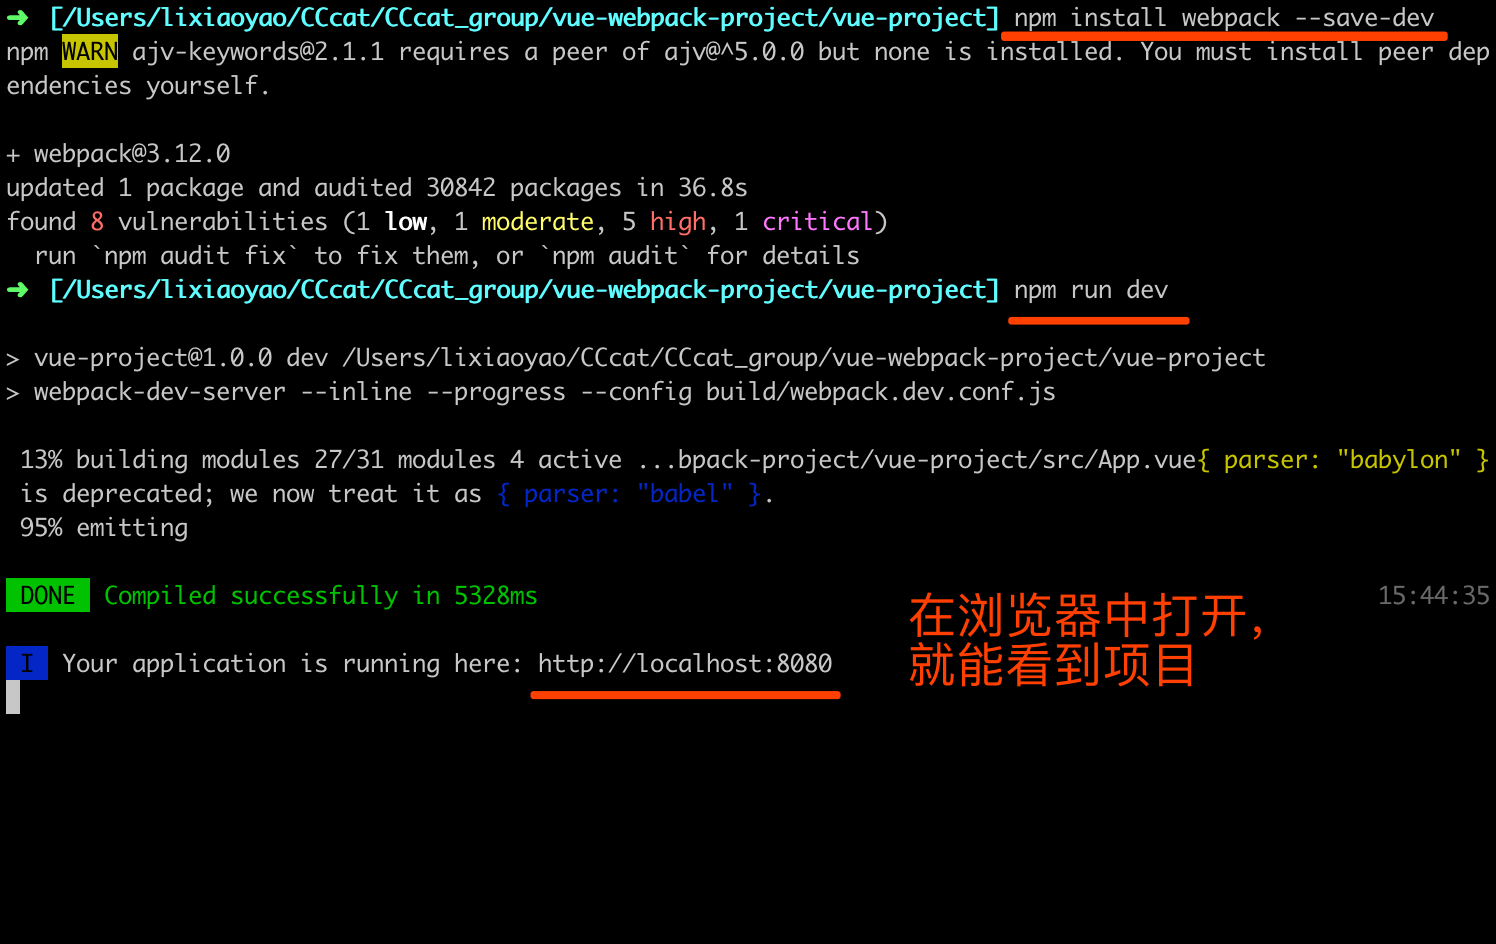 ➜ [/Users/lixiaoyao/CCcat/CCcat_group/vue-webpack-project/vue-project] npm install webpack --save-dev
npm WARN ajv-keywords@2.1.1 requires a peer of ajv@^5.0.0 but none is installed. You must install peer dep
endencies yourself.
+ webpack@3.12.0
updated 1 package and audited 30842 packages in 36.8s
found 8 vulnerabilities (1 low, 1 moderate, 5 high, 1 critical)
run `npm audit fix` to fix them, or `npm audit` for details
➜ [/Users/lixiaoyao/CCcat/CCcat_group/vue-webpack-project/vue-project] npm run dev
> vue-project@1.0.0 dev /Users/lixiaoyao/CCcat/CCcat_group/vue-webpack-project/vue-project
> webpack-dev-server --inline --progress --config build/webpack.dev.conf.js
13% building modules 27/31 modules 4 active ...bpack-project/vue-project/src/App.vue{ parser: "babylon" }
is deprecated; we now treat it as { parser: "babel" }.
95% emitting
DONE Compiled successfully in 5328ms 15:44:35
I Your application is running here: http://localhost:8080
在浏览器中打开，
就能看到项目